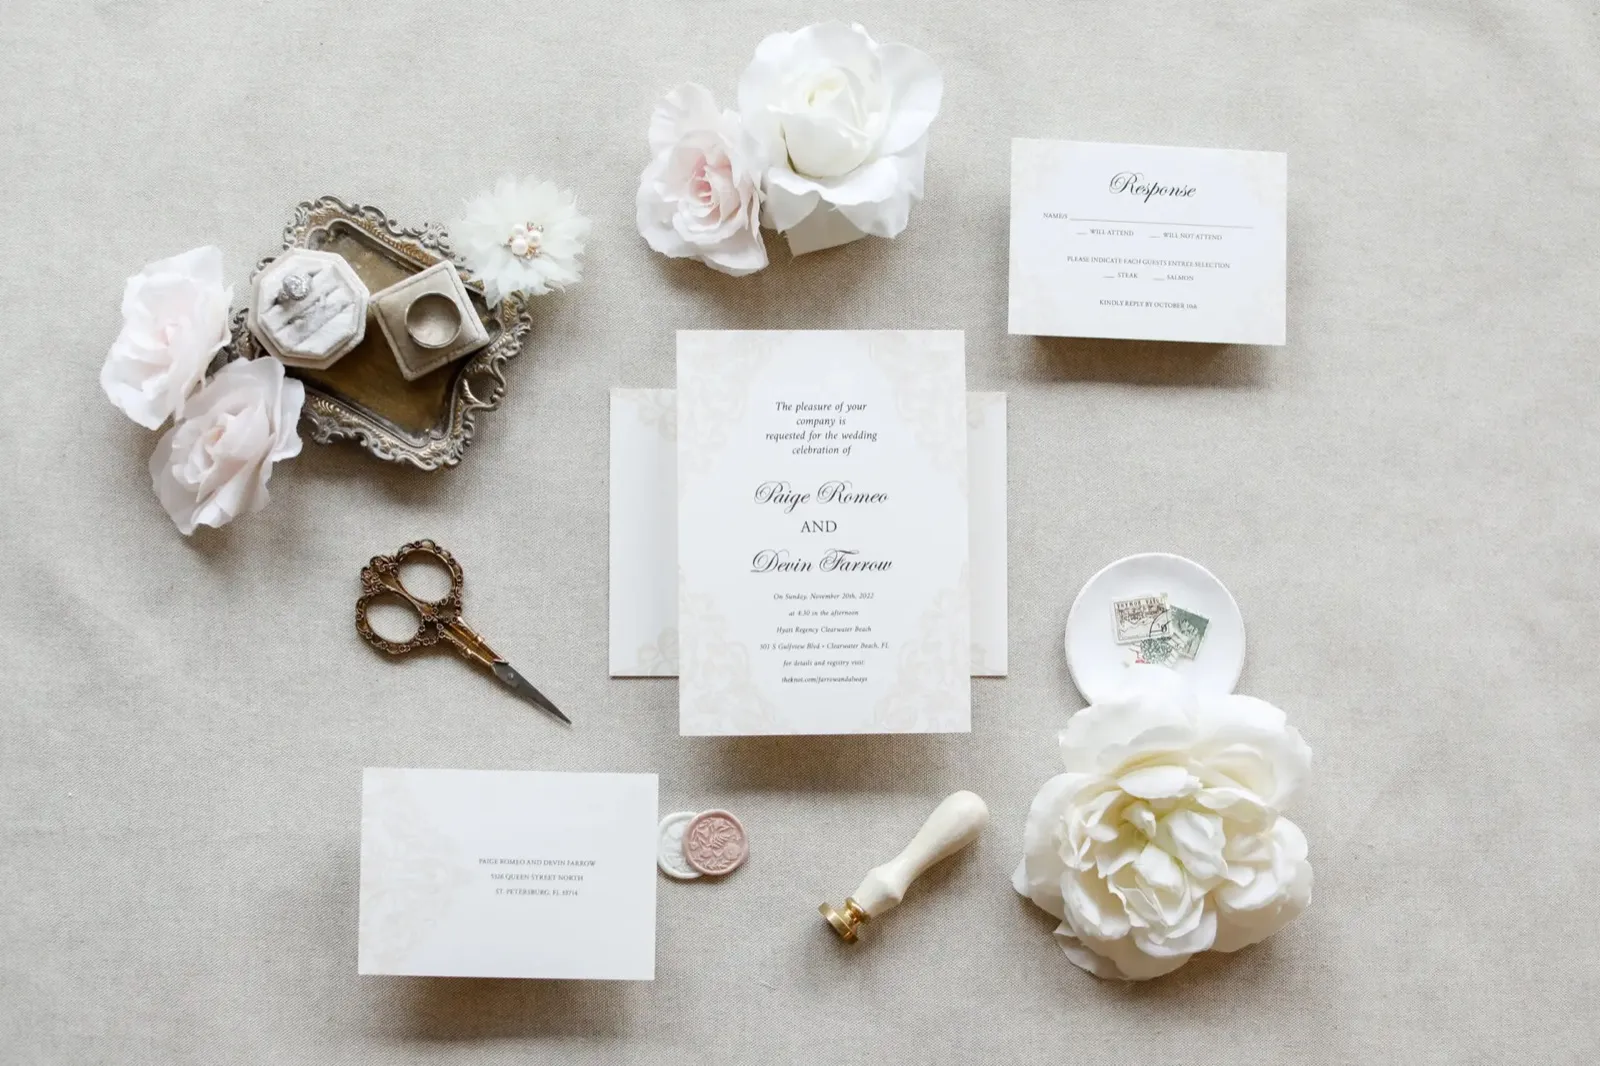 Response
NAME/S
WILL ATTEND WILL NOT ATTEND
PLEASE INDICATE EACH GUESTS ENTREE SELECTION
STEAK SALMON
KINDLY REPLY BY OCTOBER 16th
The pleasure of your
company is
requested for the wedding
celebration of
Paige Romeo
AND
Devin Farrow
On Sunday, November 20th, 2022
at 4:30 in the afternoon
Hyatt Regency Clearwater Beach
301 S Gulfview Blvd • Clearwater Beach, FL
for details and registry visit:
theknot.com/farrowandalways
PAIGE ROMEO AND DEVIN FARROW
QUEEN STREET NORTH
ST. PETERSBURG, FL 33714